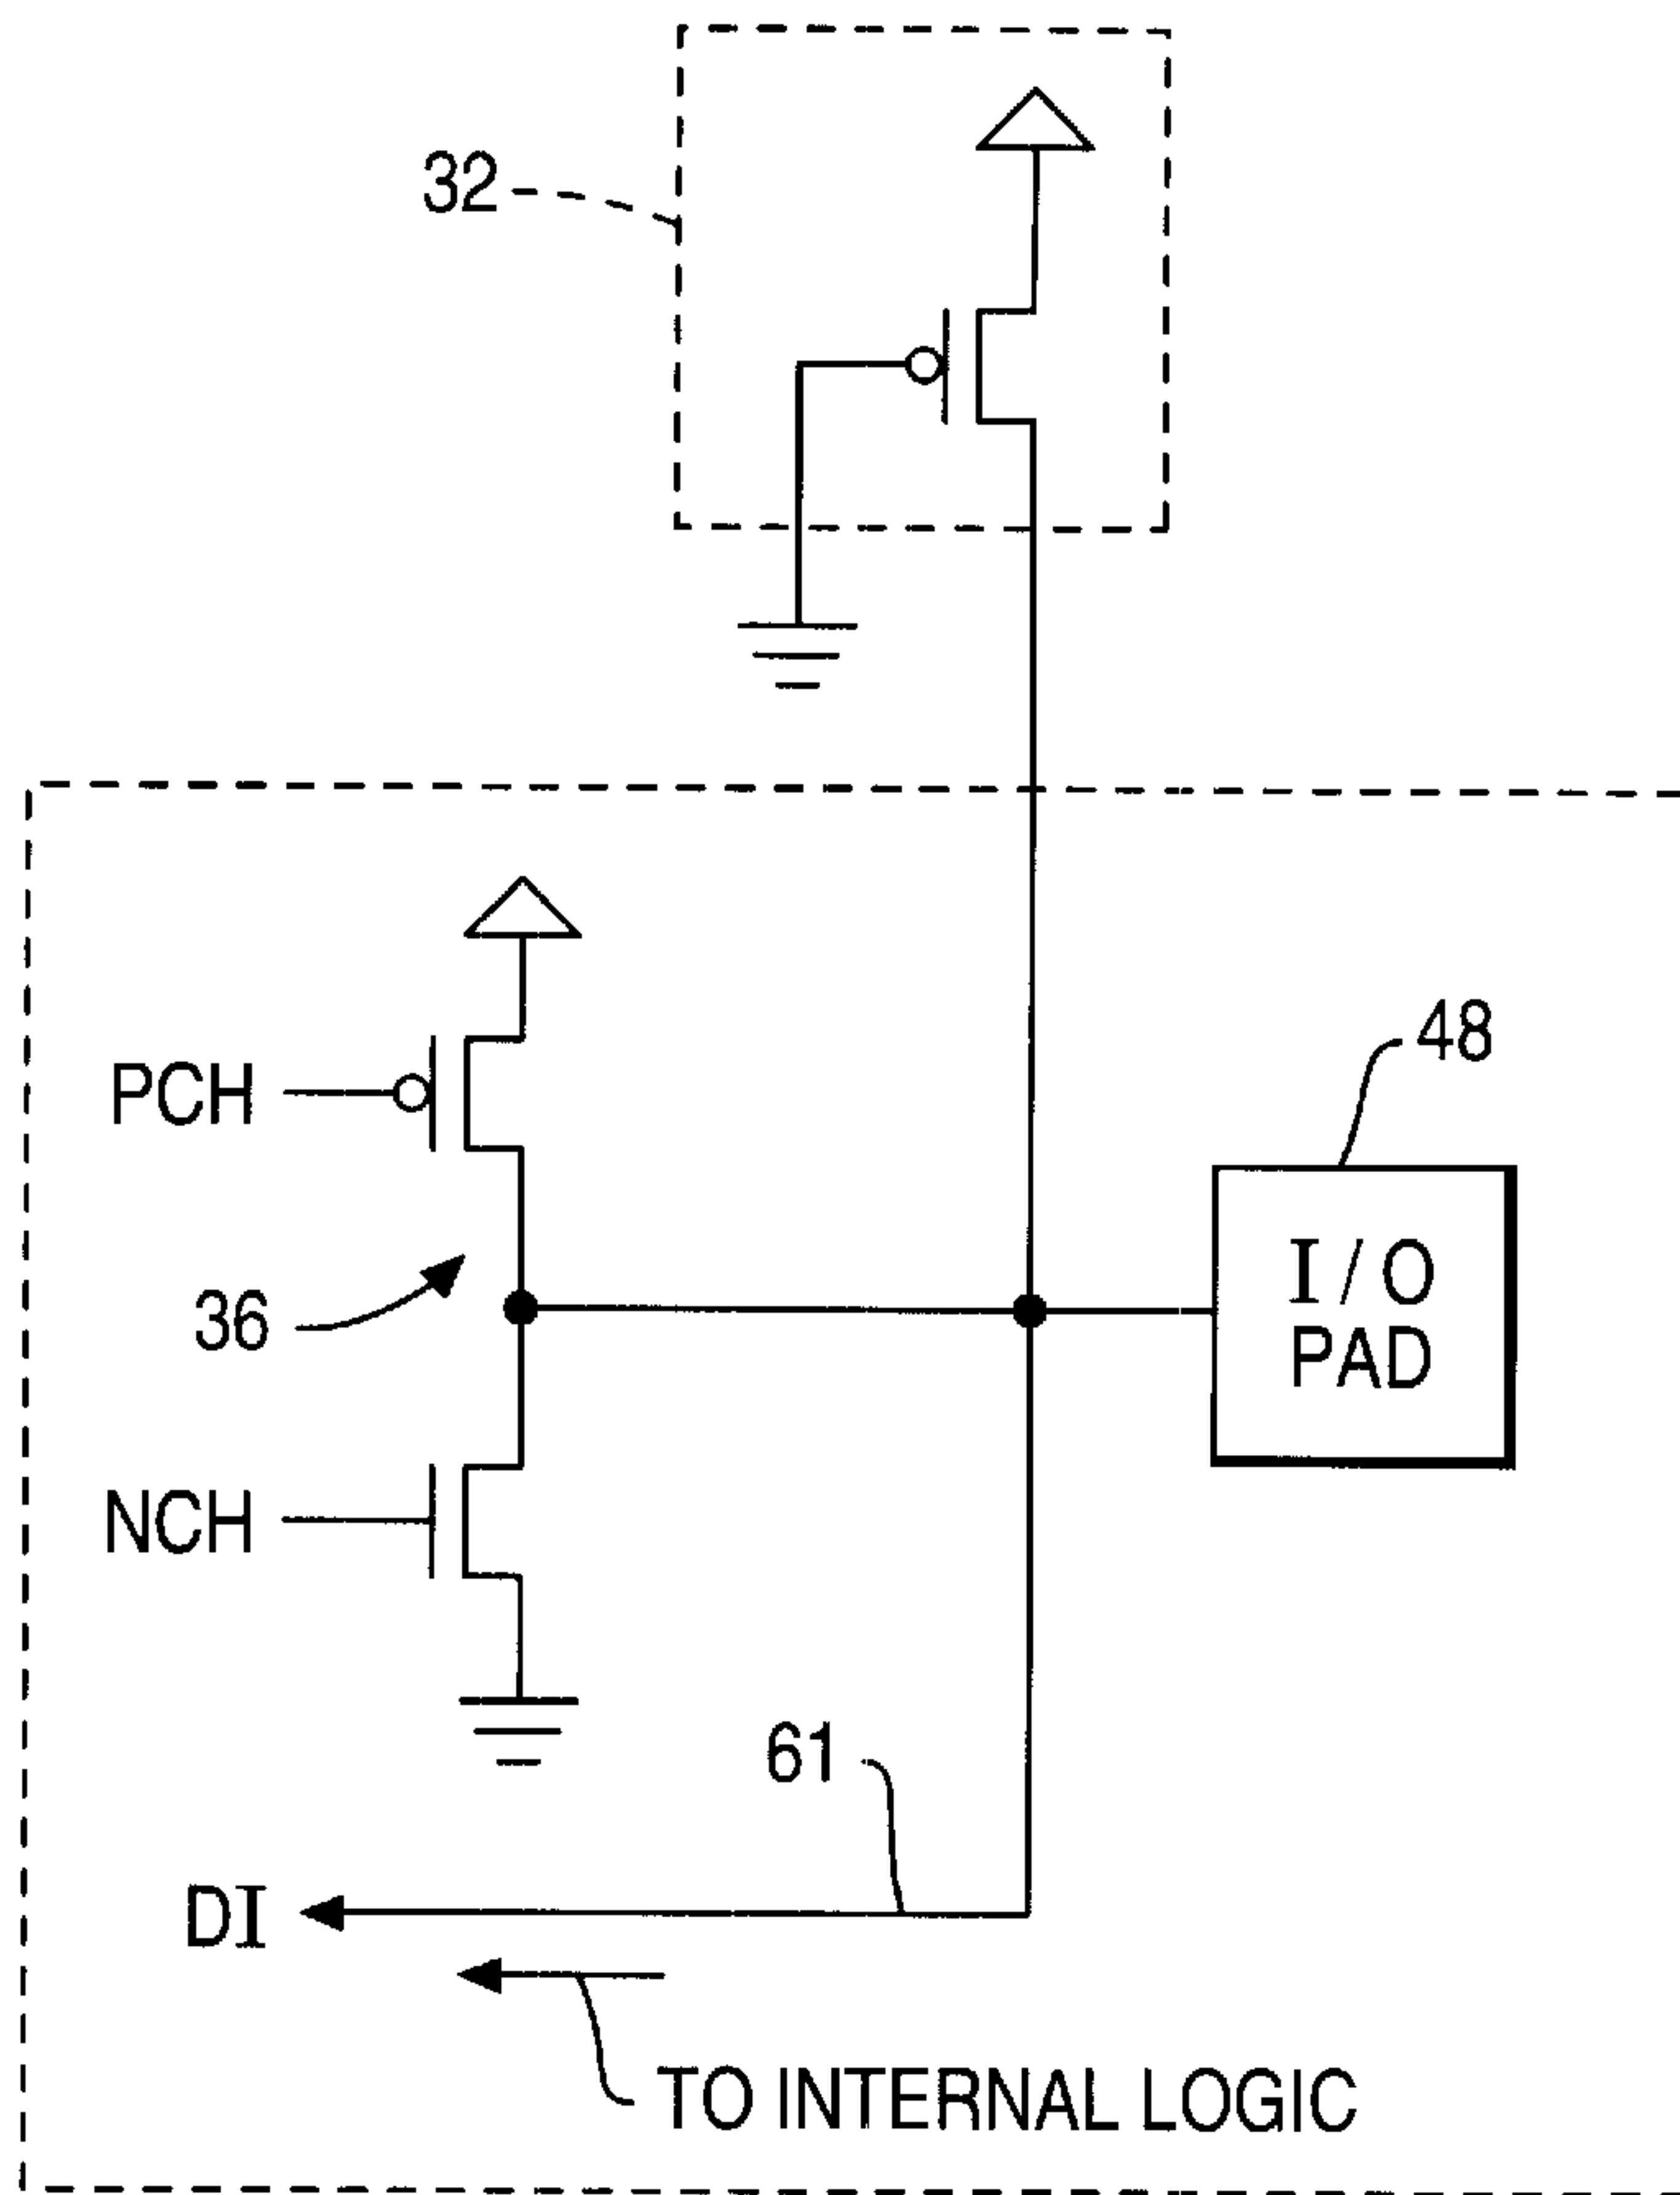 32
48
PCH
I/O
PAD
36
NCH
61
DI
TO INTERNAL LOGIC